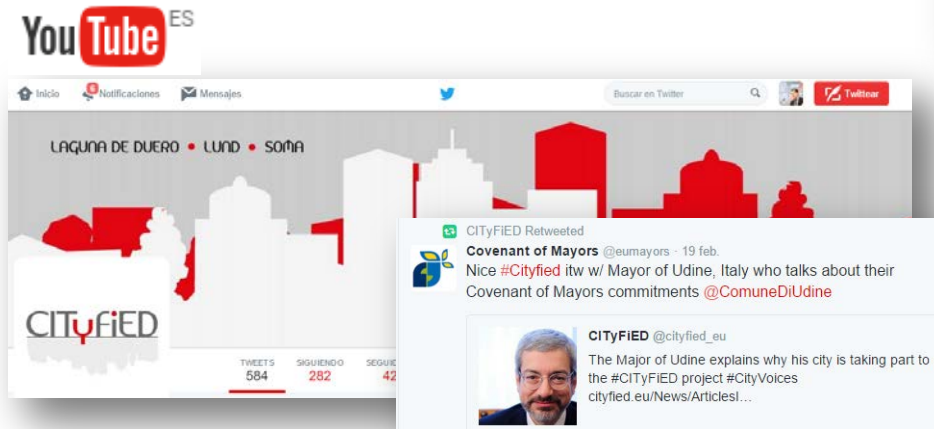 YouTube ES
Inicio 6 Notificaciones Mensajes Buscar en Twitter Twittear
LAGUNA DE DUERO • LUND • SOMA
CITyFiED
TWEETS SIGUIENDO
584 282 42
CITyFiED Retweeted
Covenant of Mayors @eumayors · 19 feb.
Nice #Cityfied itw w/ Mayor of Udine, Italy who talks about their
Covenant of Mayors commitments @ComuneDiUdine
CITyFiED @cityfied_eu
The Major of Udine explains why his city is taking part to
the #CITyFiED project #CityVoices
cityfied.eu/News/ArticlesI…